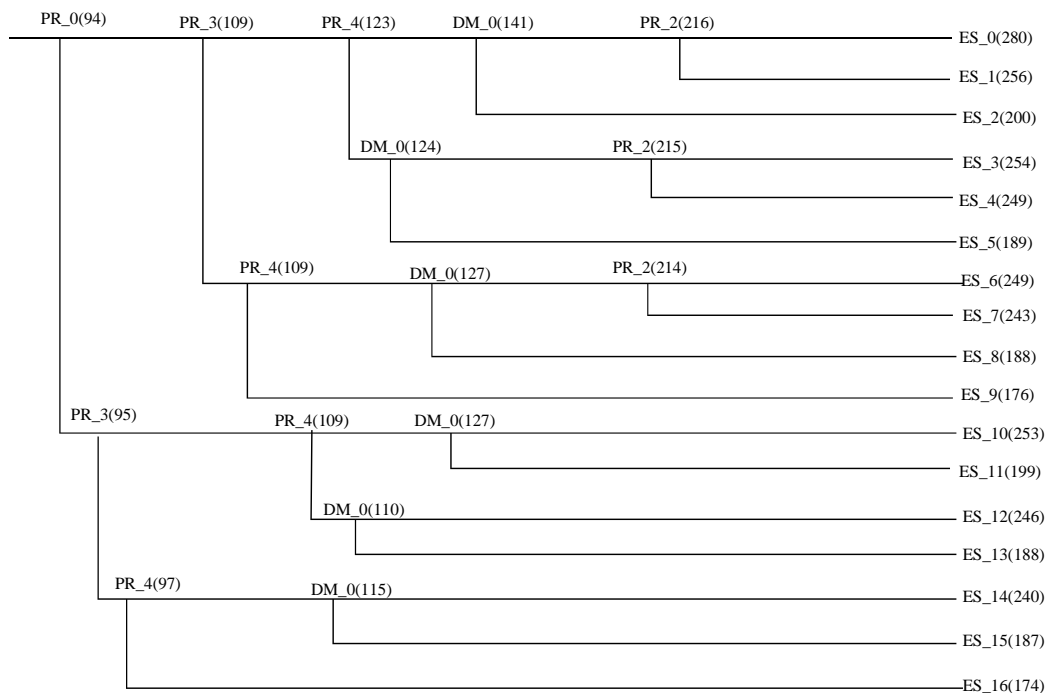 PR_0(94) PR_3(109) PR_4(123) DM_0(141) PR_2(216)
ES_0(280)
ES_1(256)
ES_2(200)
DM_0(124) PR_2(215)
ES_3(254)
ES_4(249)
ES_5(189)
PR_4(109) DM_0(127) PR_2(214)
ES_6(249)
ES_7(243)
ES_8(188)
ES_9(176)
PR_3(95) PR_4(109) DM_0(127)
ES_10(253)
ES_11(199)
DM_0(110) ES_12(246)
ES_13(188)
PR_4(97) DM_0(115) ES_14(240)
ES_15(187)
ES_16(174)